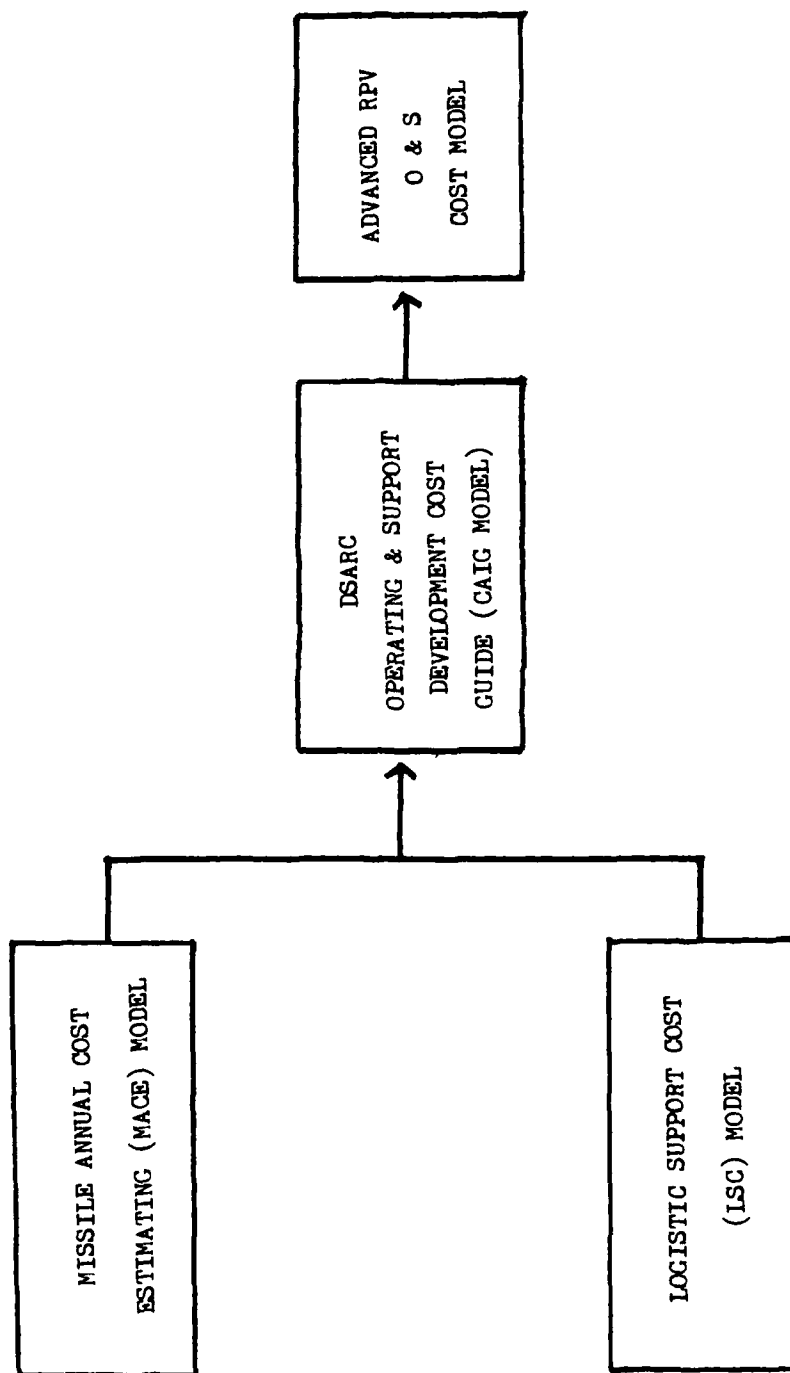 MISSILE ANNUAL COST
ESTIMATING (MACE) MODEL
LOGISTIC SUPPORT COST
(LSC) MODEL
DSARC
OPERATING & SUPPORT
DEVELOPMENT COST
GUIDE (CAIG MODEL)
ADVANCED RPV
O & S
COST MODEL